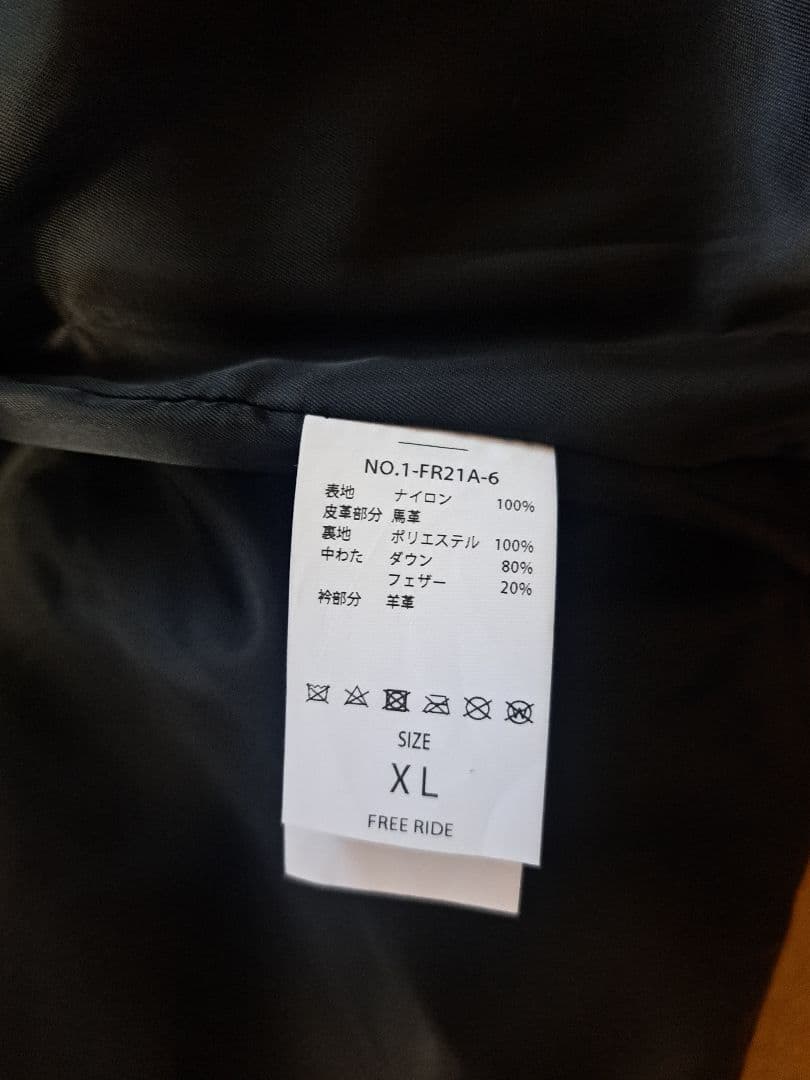 NO.1-FR21A-6
表地 ナイロン 100%
皮革部分 馬革
裏地 ポリエステル 100%
中わた ダウン 80%
フェザー 20%
衿部分 羊革
SIZE
XL
FREE RIDE